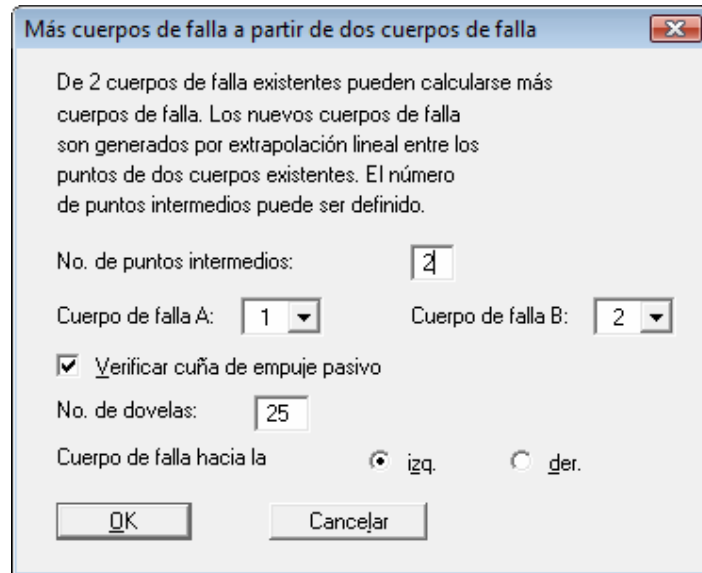 Más cuerpos de falla a partir de dos cuerpos de falla
De 2 cuerpos de falla existentes pueden calcularse más
cuerpos de falla. Los nuevos cuerpos de falla
son generados por extrapolación lineal entre los
puntos de dos cuerpos existentes. El número
de puntos intermedios puede ser definido.
No. de puntos intermedios: 2
Cuerpo de falla A: 1 Cuerpo de falla B: 2
Verificar cuña de empuje pasivo
No. de dovelas: 25
Cuerpo de falla hacia la izq. der.
OK Cancelar